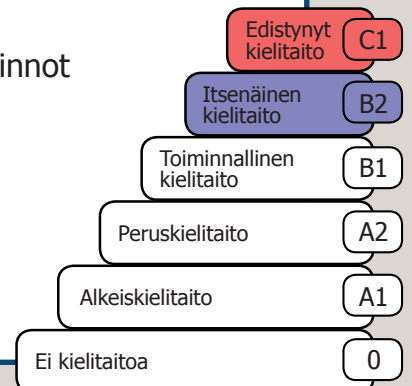 innot
Edistynyt
kielitaito
C1
Itsenäinen
kielitaito
B2
Toiminnallinen
kielitaito
B1
Peruskielitaito
A2
Alkeiskielitaito
A1
Ei kielitaitoa
0